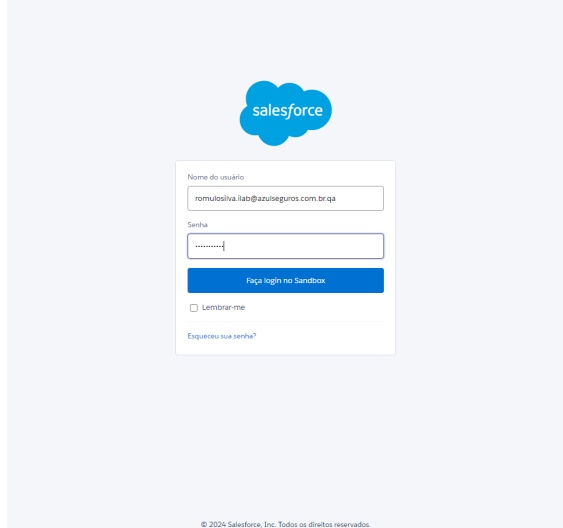 salesforce
Nome do usuário
romulosilva.ilab@azulseguros.com.br.qa
Senha
Faça login no Sandbox
Lembrar-me
Esqueceu sua senha?
© 2024 Salesforce, Inc. Todos os direitos reservados.